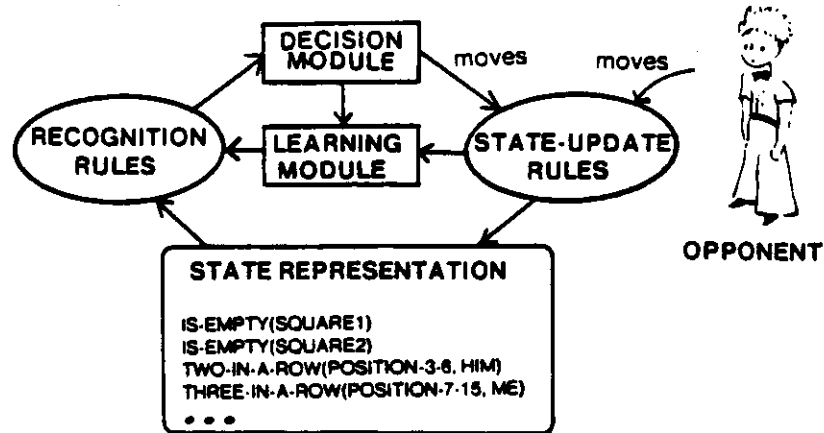 DECISION
MODULE
moves
moves
RECOGNITION
RULES
LEARNING
MODULE
STATE-UPDATE
RULES
OPPONENT
STATE REPRESENTATION
IS-EMPTY(SQUARE1)
IS-EMPTY(SQUARE2)
TWO-IN-A-ROW(POSITION-3-6, HIM)
THREE-IN-A-ROW(POSITION-7-15, ME)
• • •